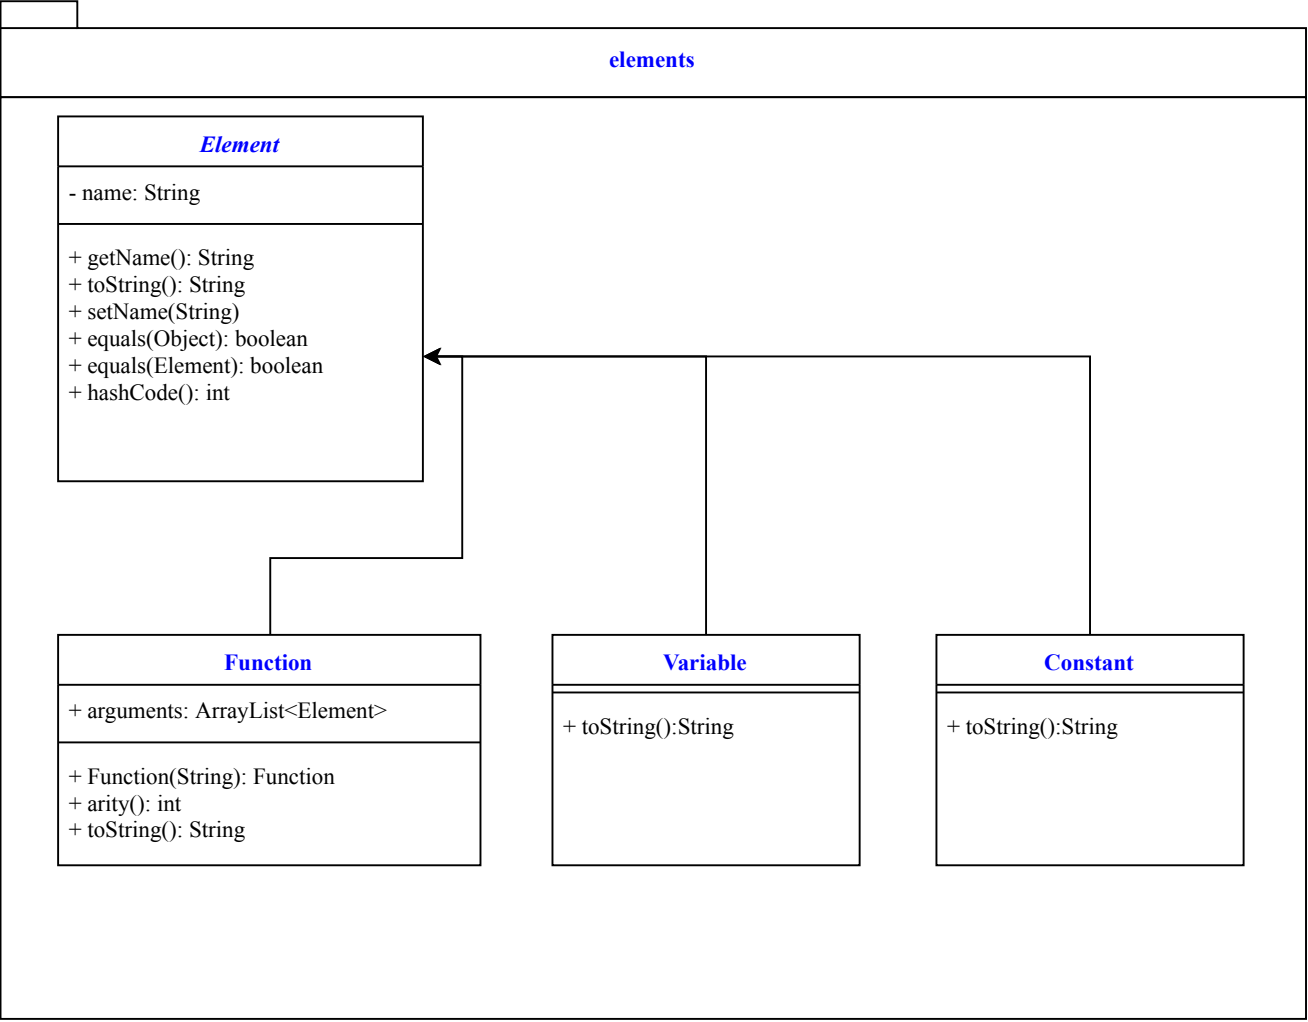 elements
Element
- name: String
+ getName(): String
+ toString(): String
+ setName(String)
+ equals(Object): boolean
+ equals(Element): boolean
+ hashCode(): int
Function
+ arguments: ArrayList<Element>
+ Function(String): Function
+ arity(): int
+ toString(): String
Variable
+ toString():String
Constant
+ toString():String